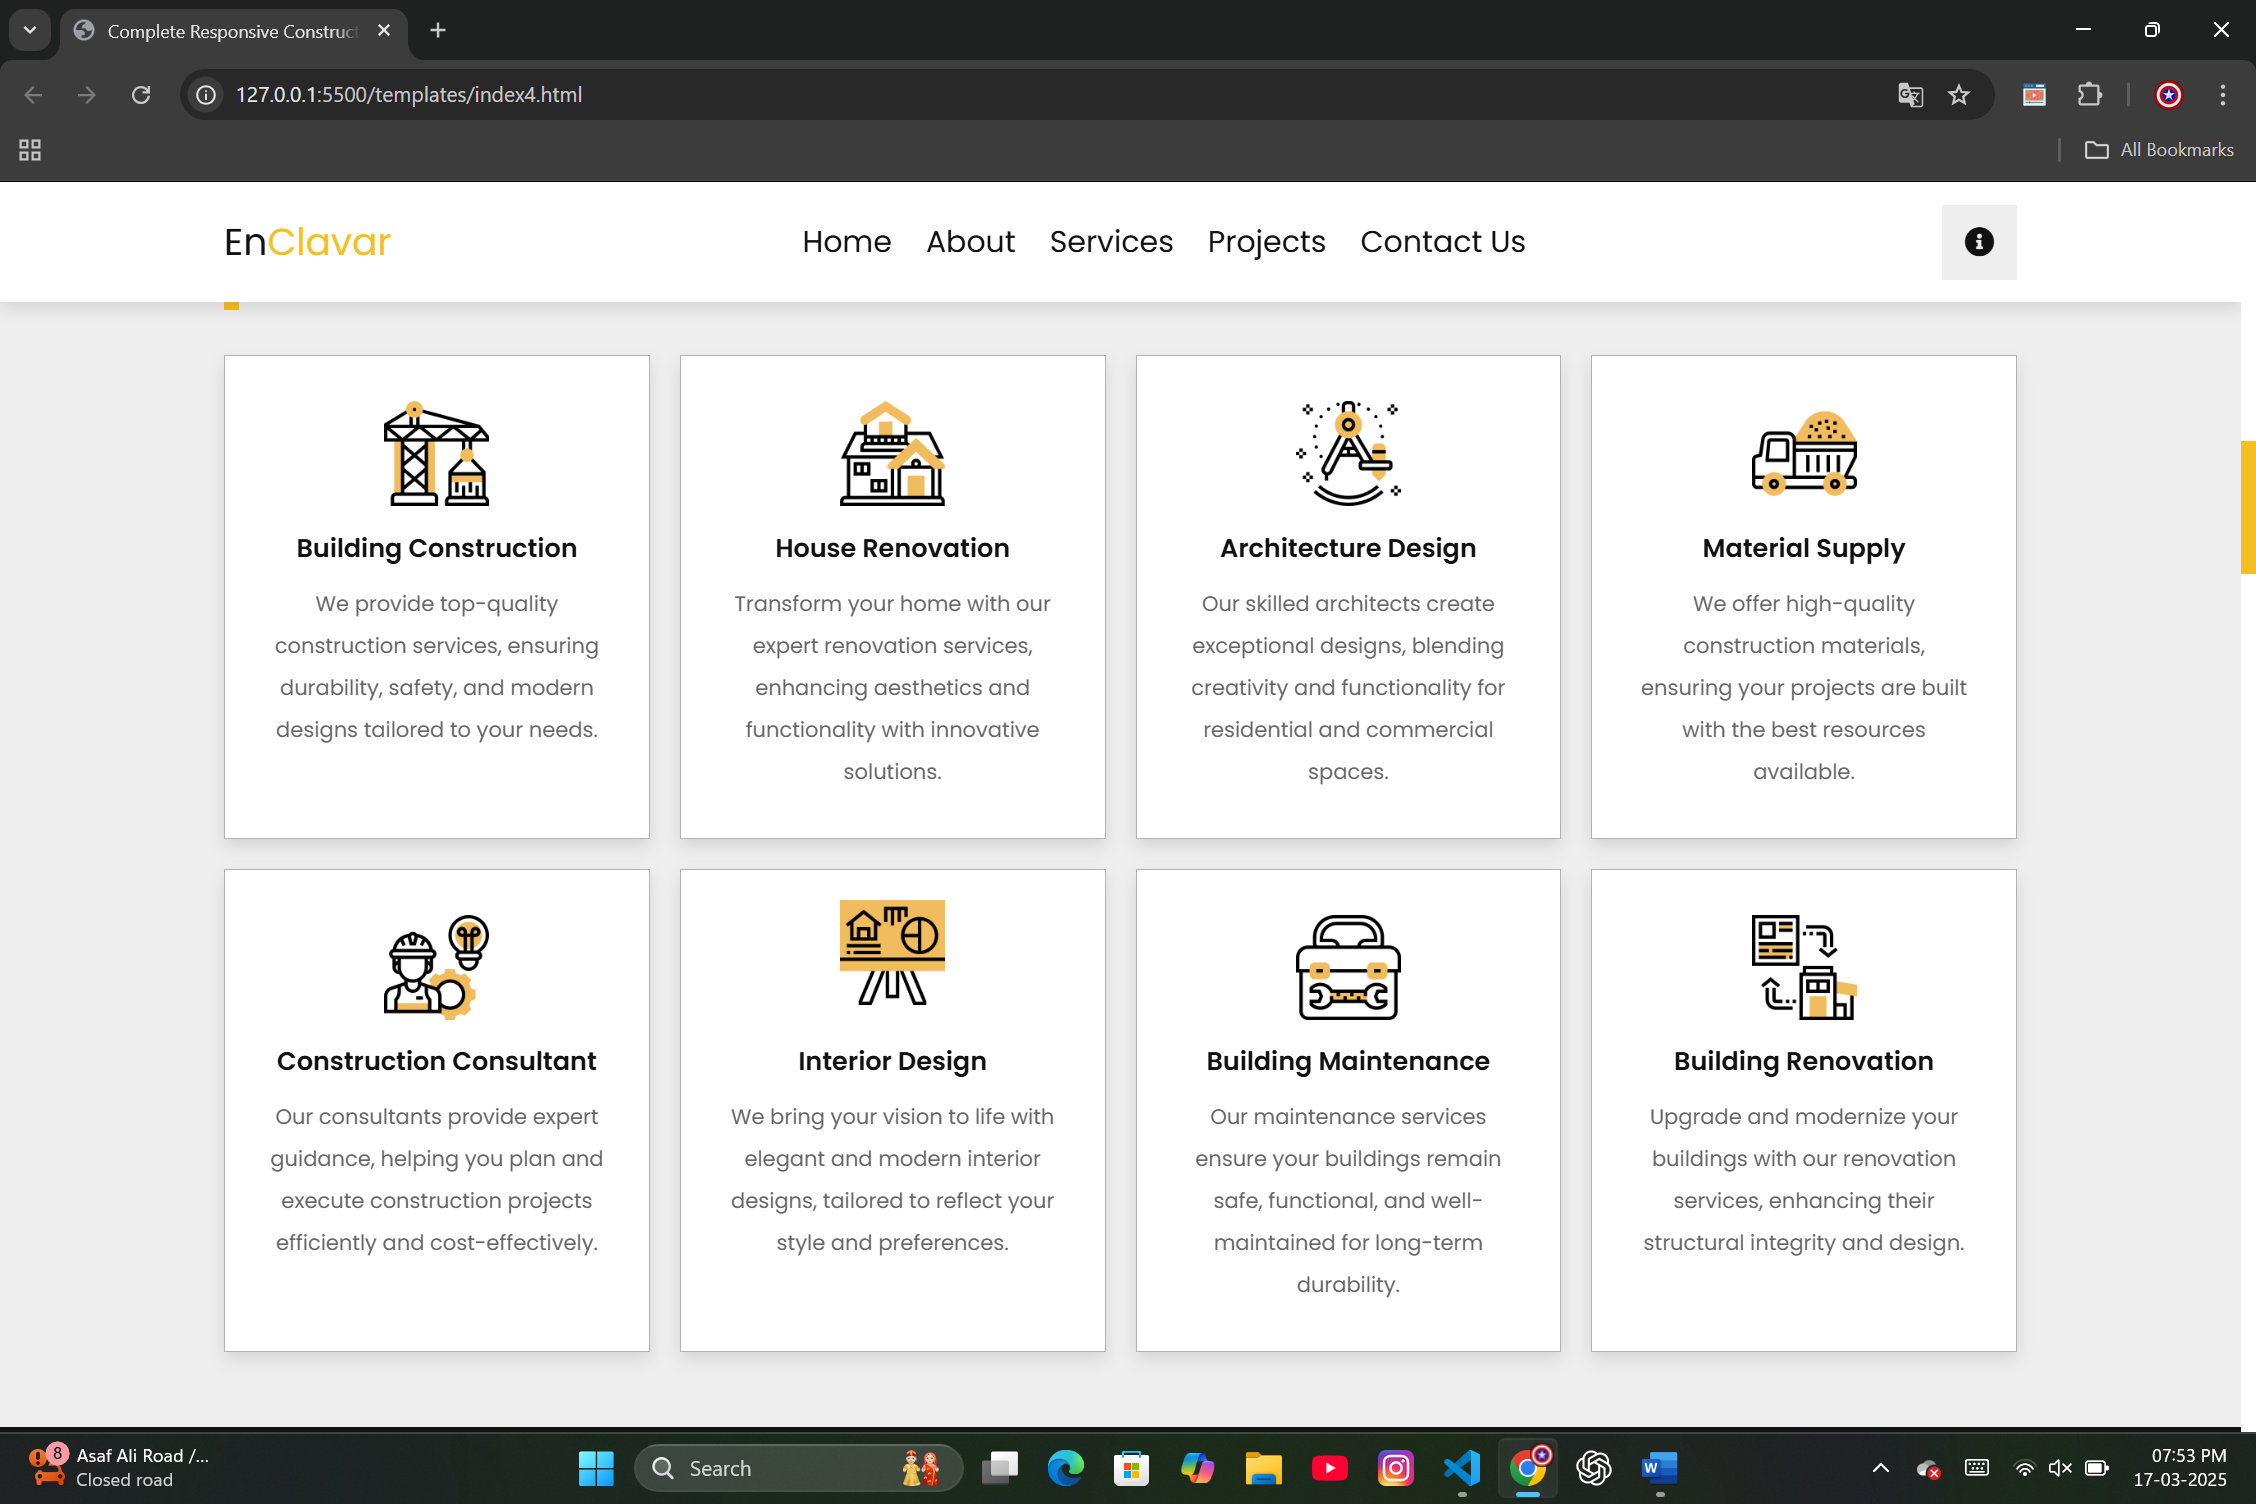 Complete Responsive Construct
127.0.0.1:5500/templates/index4.html
All Bookmarks
EnClavar
Home About Services Projects Contact Us
Building Construction
We provide top-quality
construction services, ensuring
durability, safety, and modern
designs tailored to your needs.
House Renovation
Transform your home with our
expert renovation services,
enhancing aesthetics and
functionality with innovative
solutions.
Architecture Design
Our skilled architects create
exceptional designs, blending
creativity and functionality for
residential and commercial
spaces.
Material Supply
We offer high-quality
construction materials,
ensuring your projects are built
with the best resources
available.
Construction Consultant
Our consultants provide expert
guidance, helping you plan and
execute construction projects
efficiently and cost-effectively.
Interior Design
We bring your vision to life with
elegant and modern interior
designs, tailored to reflect your
style and preferences.
Building Maintenance
Our maintenance services
ensure your buildings remain
safe, functional, and well-
maintained for long-term
durability.
Building Renovation
Upgrade and modernize your
buildings with our renovation
services, enhancing their
structural integrity and design.
8
Asaf Ali Road /...
Closed road
Search
07:53 PM
17-03-2025